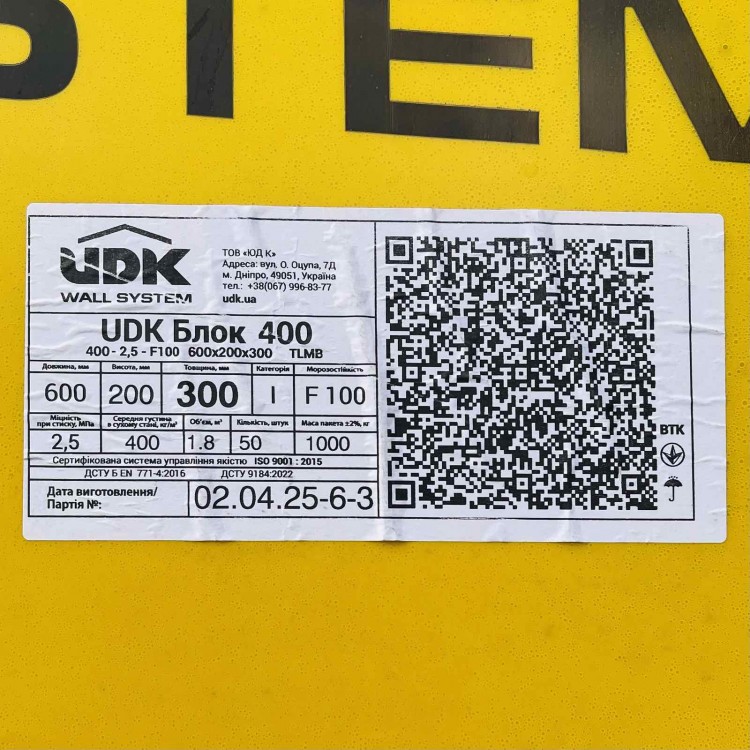 STEM
UDK
WALL SYSTEM
ТОВ «ЮД К»
Адреса: вул. О. Оцупа, 7Д
м. Дніпро, 49051, Україна
тел.: +38(067) 996-83-77
udk.ua
UDK Блок 400
400 - 2,5 - F100 600x200x300 TLMB
Довжина, мм Висота, мм Товщина, мм Категорія Морозостійкість
600 200 300 I F 100
Міцність при стиску, МПа Середня густина в сухому стані, кг/м³ Об'єм, м³ Кількість, штук Маса пакета ±2%, кг
2,5 400 1.8 50 1000
Сертифікована система управління якістю ISO 9001 : 2015
ДСТУ Б EN 771-4:2016 ДСТУ 9184:2022
Дата виготовлення/
Партія №:
02.04.25-6-3
ВТК